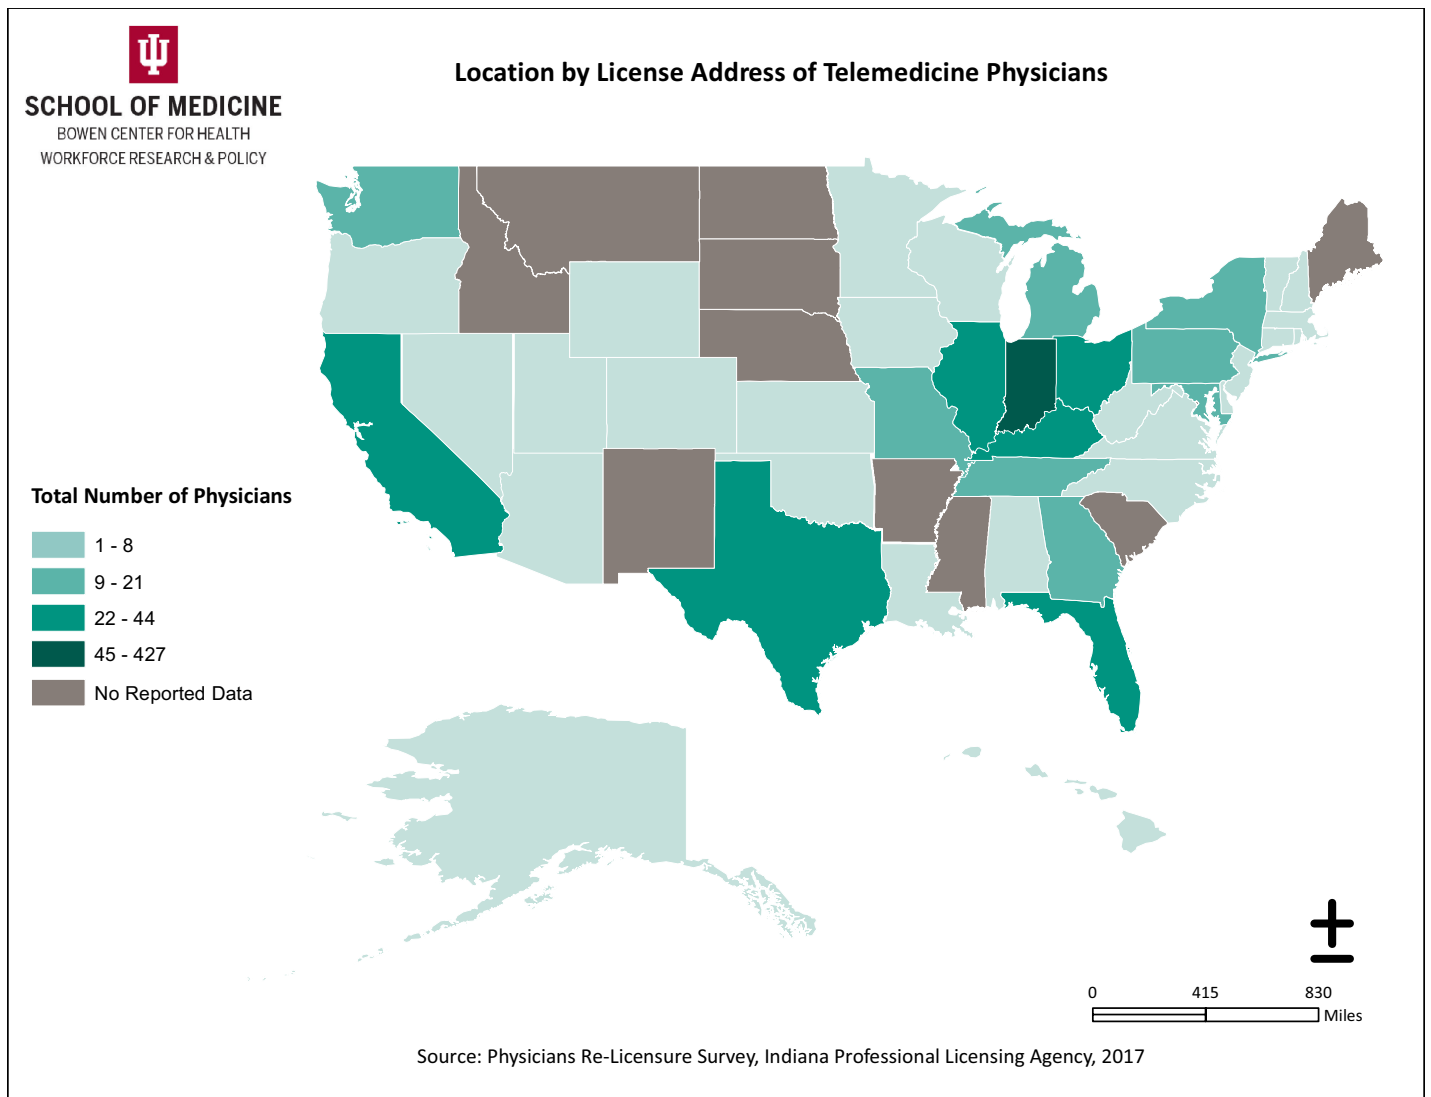 SCHOOL OF MEDICINE
BOWEN CENTER FOR HEALTH
WORKFORCE RESEARCH & POLICY
Location by License Address of Telemedicine Physicians
Total Number of Physicians
1 - 8
9 - 21
22 - 44
45 - 427
No Reported Data
±
0 415 830
Miles
Source: Physicians Re-Licensure Survey, Indiana Professional Licensing Agency, 2017